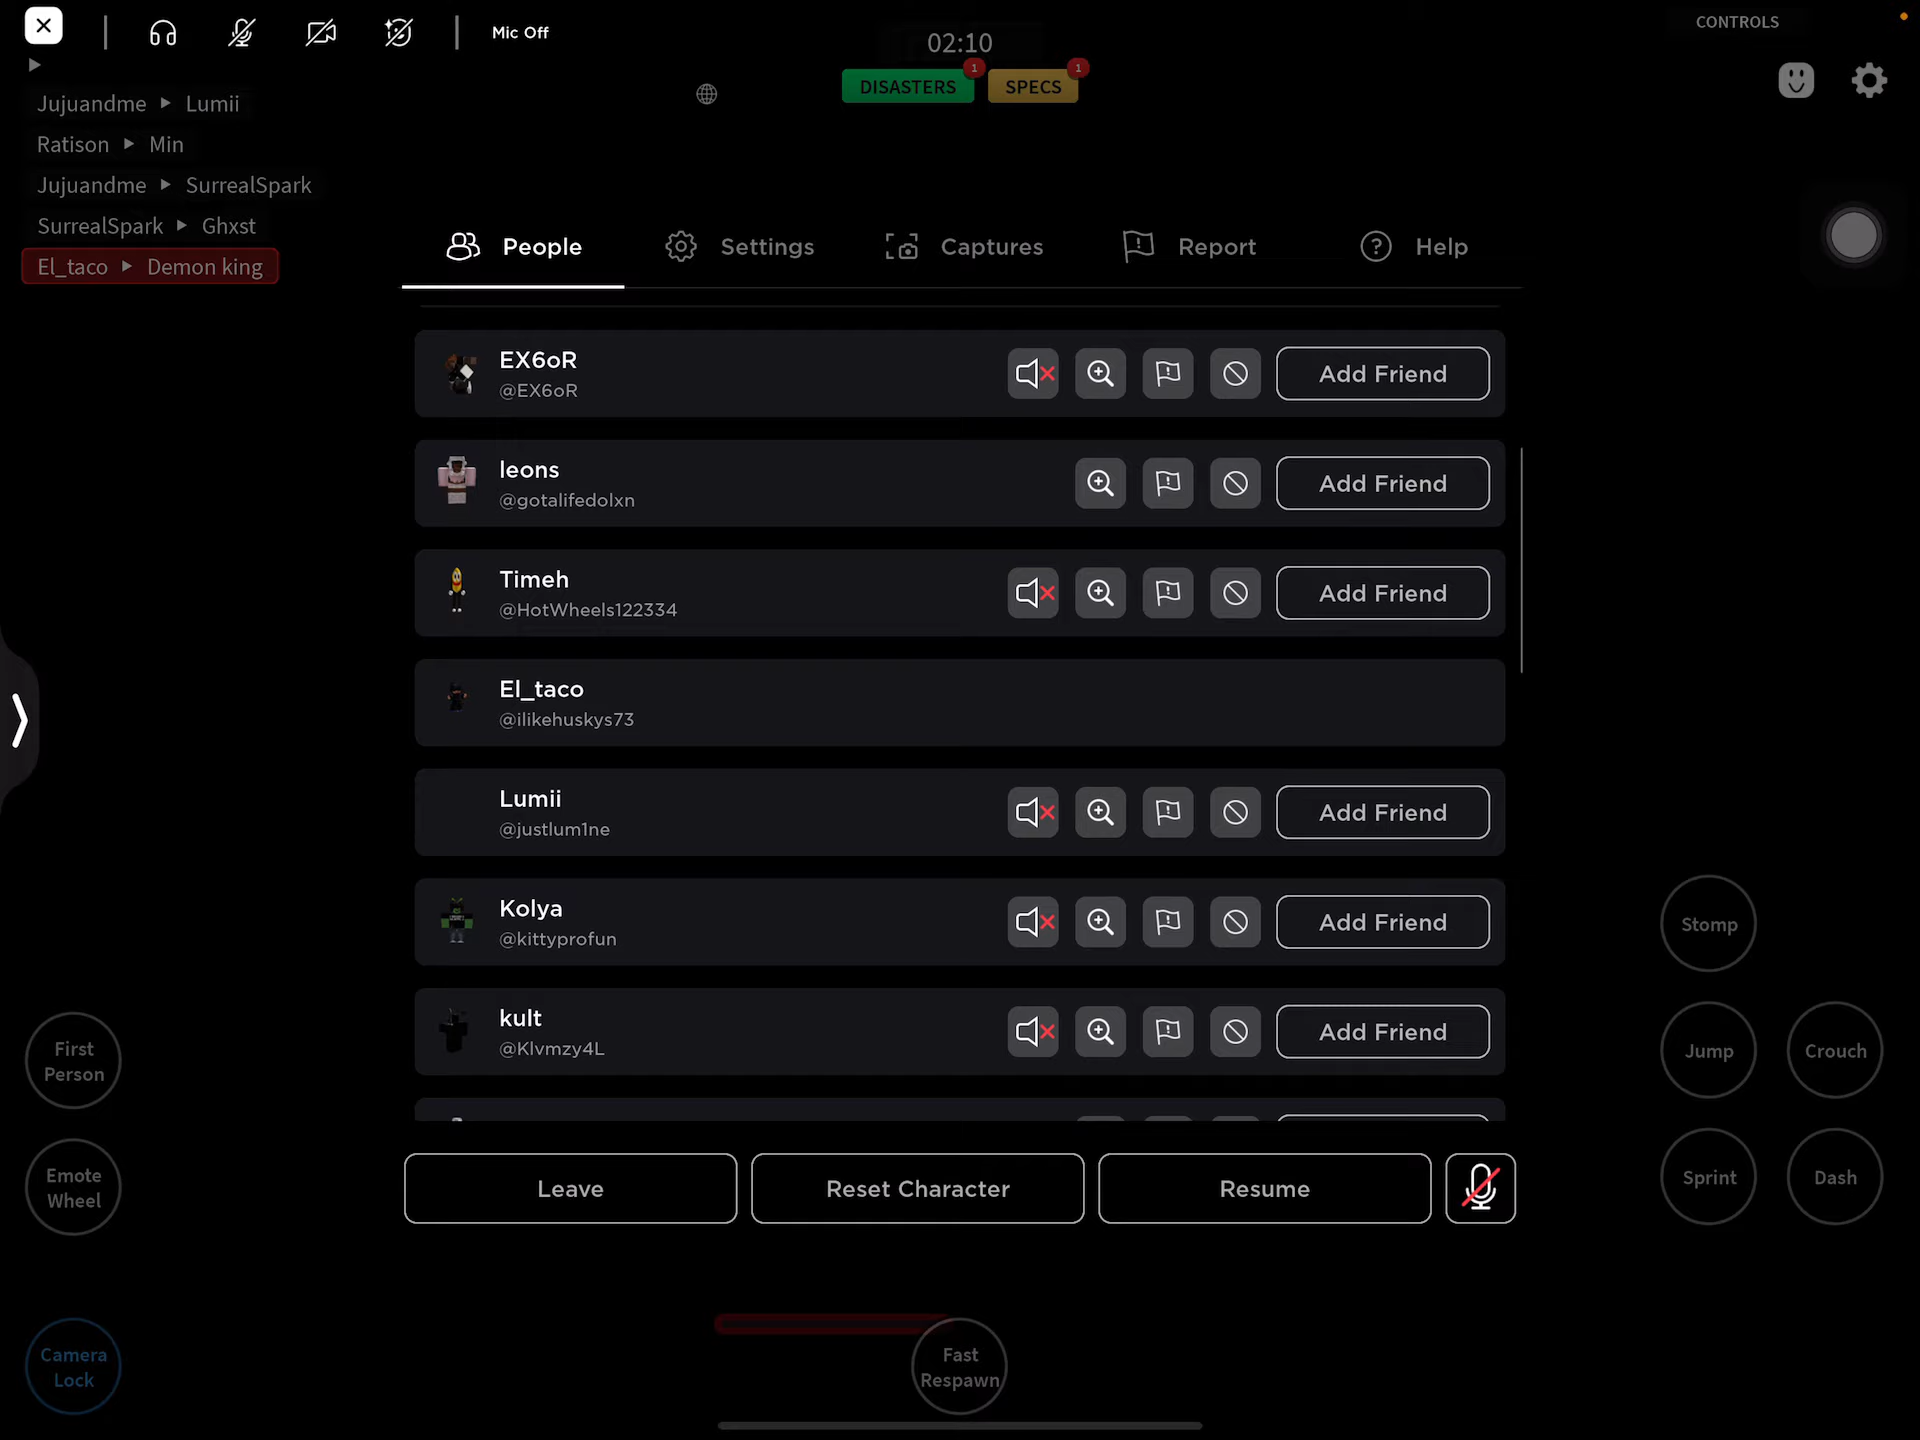 Mic Off
02:10
CONTROLS
DISASTERS 1
SPECS 1
Jujuandme ▶ Lumii
Ratison ▶ Min
Jujuandme ▶ SurrealSpark
SurrealSpark ▶ Ghxst
El_taco ▶ Demon king
People
Settings
Captures
Report
Help
EX6oR
@EX6oR
Add Friend
leons
@gotalifedolxn
Add Friend
Timeh
@HotWheels122334
Add Friend
El_taco
@ilikehuskys73
Lumii
@justlum1ne
Add Friend
Kolya
@kittyprofun
Add Friend
kult
@Klvmzy4L
Add Friend
Leave
Reset Character
Resume
First
Person
Emote
Wheel
Camera
Lock
Stomp
Jump
Crouch
Sprint
Dash
Fast
Respawn